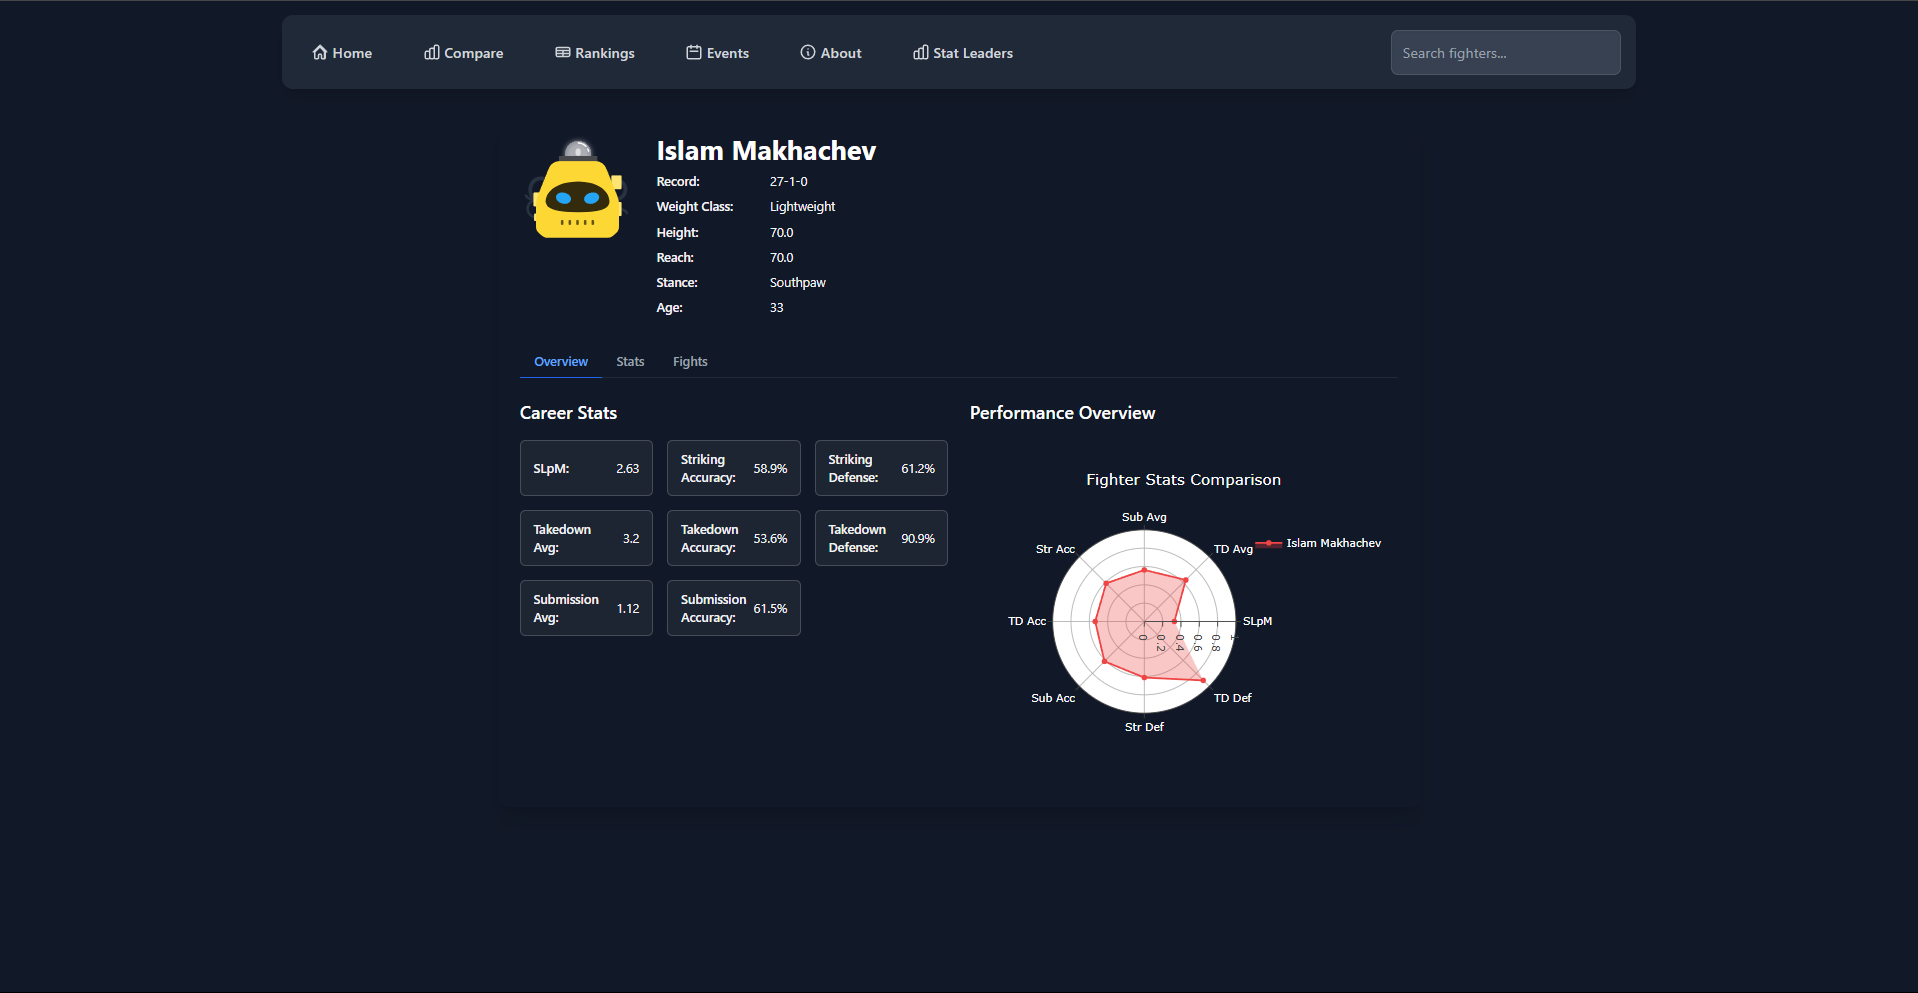 Home Compare Rankings Events About Stat Leaders Search fighters...
Islam Makhachev
Record: 27-1-0
Weight Class: Lightweight
Height: 70.0
Reach: 70.0
Stance: Southpaw
Age: 33
Overview Stats Fights
Career Stats
SLpM: 2.63
Striking
Accuracy: 58.9%
Striking
Defense: 61.2%
Takedown
Avg: 3.2
Takedown
Accuracy: 53.6%
Takedown
Defense: 90.9%
Submission
Avg: 1.12
Submission
Accuracy: 61.5%
Performance Overview
Fighter Stats Comparison
Sub Avg
Str Acc
TD Avg
Islam Makhachev
TD Acc
SLpM
0 0.2 0.4 0.6 0.8 1
Sub Acc
TD Def
Str Def